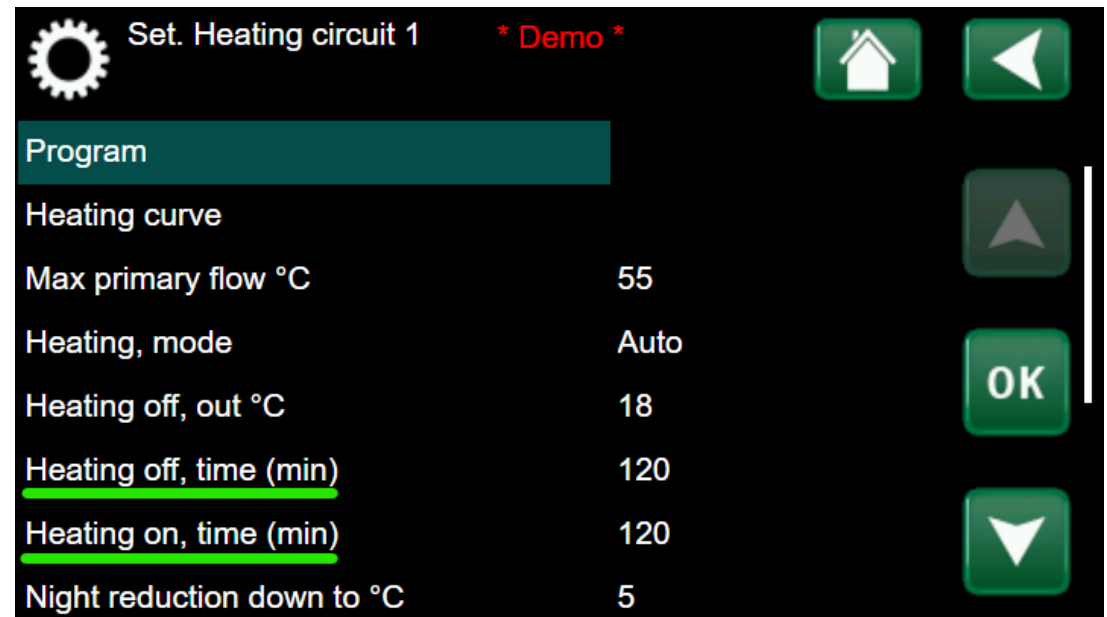 Set. Heating circuit 1 * Demo *
Program
Heating curve
Max primary flow °C 55
Heating, mode Auto
Heating off, out °C 18
OK
Heating off, time (min) 120
Heating on, time (min) 120
Night reduction down to °C 5